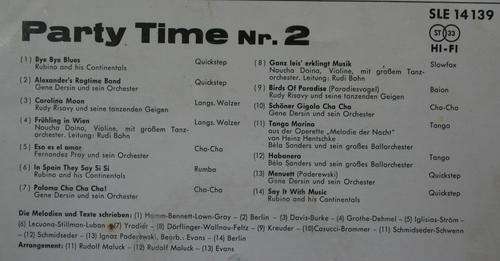 Party Time Nr. 2
SLE 14139
ST 33
HI-FI
(1) Bye Bye Blues
Rubino and his Continentals Quickstep
(2) Alexander's Ragtime Band
Gene Dersin und sein Orchester Quickstep
(3) Carolina Moon
Rudy Risavy und seine tanzenden Geigen Langs. Walzer
(4) Frühling in Wien
Naucha Doina, Violine, mit großem Tanz-
orchester. Leitung: Rudi Bohn Langs. Walzer
(5) Eso es el amor
Fernandez Pray und sein Orchester Cha-Cha
(6) In Spain They Say Si Si
Rubino and his Continentals Rumba
(7) Paloma Cha Cha Cha!
Gene Dersin und sein Orchester Cha-Cha
(8) Ganz leis' erklingt Musik Slowfox
Naucha Doina, Violine, mit großem Tanz-
orchester. Leitung: Rudi Bohn
(9) Birds Of Paradise (Paradiesvogel) Baion
Rudy Risavy und seine tanzenden Geigen
(10) Schöner Gigolo Cha Cha Cha-Cha
Gene Dersin und sein Orchester
(11) Tango Marina Tango
aus der Operette „Melodie der Nacht"
von Heinz Hentschke
Béla Sanders und sein großes Ballorchester
(12) Habanera Tango
Béla Sanders und sein großes Ballorchester
(13) Menuett (Paderewski) Quickstep
Gene Dersin und sein Orchester
(14) Say It With Music Quickstep
Rubino and his Continentals
Die Melodien und Texte schrieben: (1) Hamm-Bennett-Lown-Gray – (2) Berlin – (3) Davis-Burke – (4) Grothe-Dehmel – (5) Iglisias-Ström –
(6) Lecuona-Stillman-Luban – (7) Yradidr – (8) Dörflinger-Wallnau-Feltz – (9) Kreuder – (10) Casucci-Brammer – (11) Schmidseder-Schwenn
– (12) Schmidseder – (13) Ignaz Paderewski, Bearb.: Evans – (14) Berlin
Arrangement: (11) Rudolf Maluck – (12) Rudolf Maluck – (13) Evans